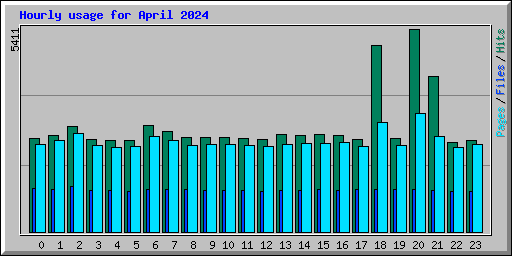 Hourly usage for April 2024
5411
Pages / Files / Hits
0 1 2 3 4 5 6 7 8 9 10 11 12 13 14 15 16 17 18 19 20 21 22 23